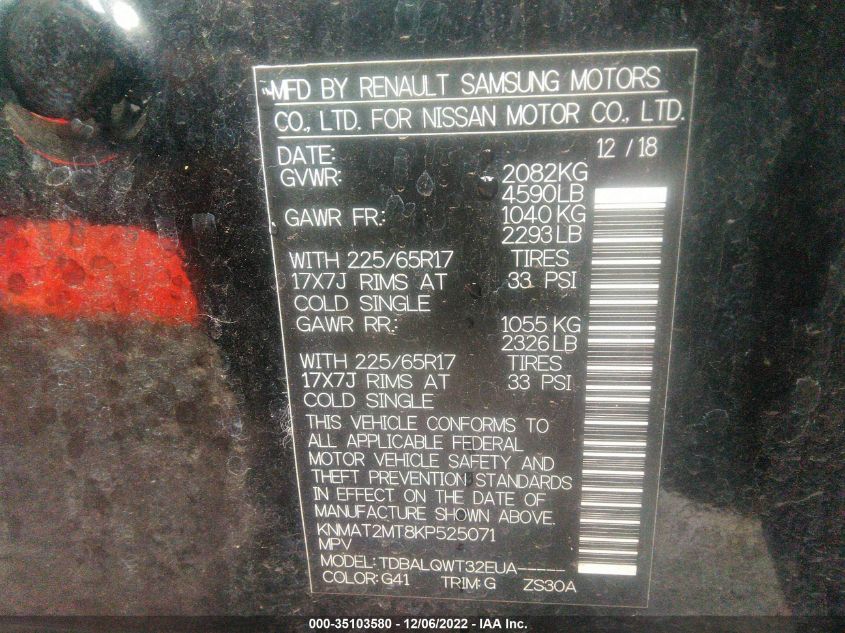 MFD BY RENAULT SAMSUNG MOTORS
CO., LTD. FOR NISSAN MOTOR CO., LTD.
DATE: 12 / 18
GVWR: 2082KG
4590LB
GAWR FR: 1040 KG
2293 LB
WITH 225/65R17 TIRES
17X7J RIMS AT 33 PSI
COLD SINGLE
GAWR RR: 1055 KG
2326 LB
WITH 225/65R17 TIRES
17X7J RIMS AT 33 PSI
COLD SINGLE
THIS VEHICLE CONFORMS TO
ALL APPLICABLE FEDERAL
MOTOR VEHICLE SAFETY AND
THEFT PREVENTION STANDARDS
IN EFFECT ON THE DATE OF
MANUFACTURE SHOWN ABOVE.
KNMAT2MT8KP525071
MPV
MODEL: TDBALQWT32EUA-----
COLOR: G41 TRIM: G ZS30A
000-35103580 - 12/06/2022 - IAA Inc.